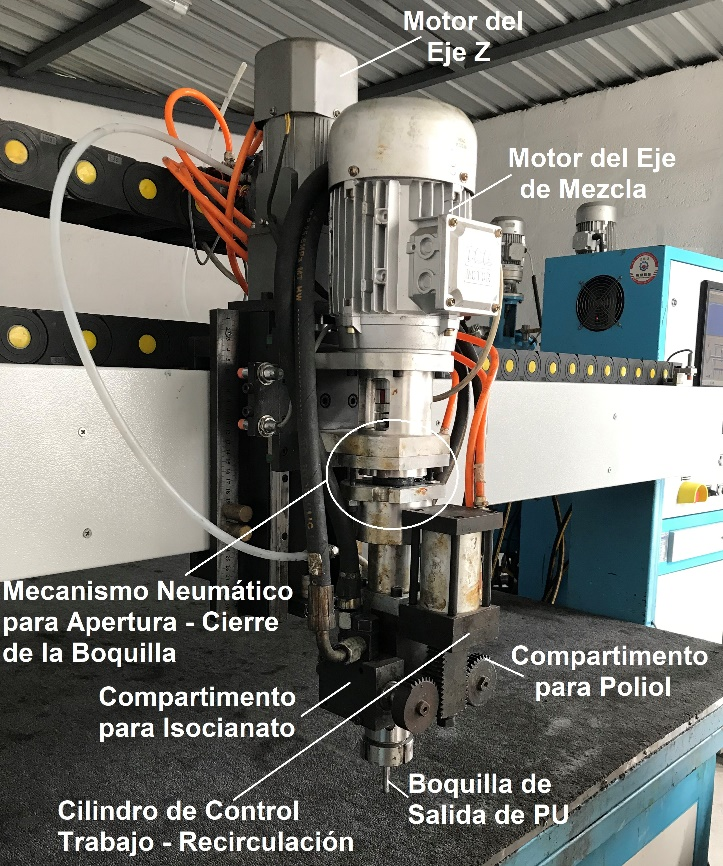 Motor del
Eje Z
Motor del Eje
de Mezcla
Mecanismo Neumático
para Apertura - Cierre
de la Boquilla
Compartimento
para Poliol
Compartimento
para Isocianato
Boquilla de
Salida de PU
Cilindro de Control
Trabajo - Recirculación